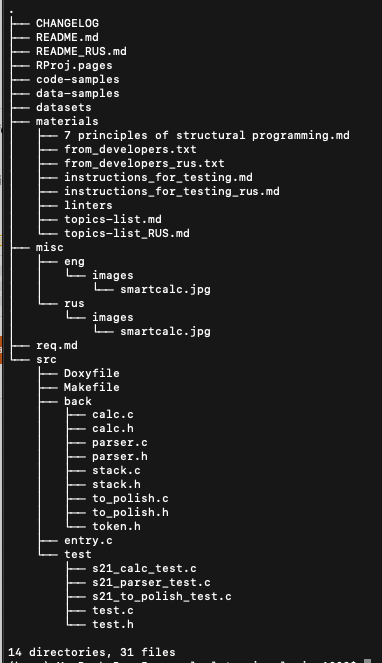 .
├── CHANGELOG
├── README.md
├── README_RUS.md
├── RProj.pages
├── code-samples
├── data-samples
├── datasets
├── materials
│   ├── 7 principles of structural programming.md
│   ├── from_developers.txt
│   ├── from_developers_rus.txt
│   ├── instructions_for_testing.md
│   ├── instructions_for_testing_rus.md
│   ├── linters
│   ├── topics-list.md
│   └── topics-list_RUS.md
├── misc
│   ├── eng
│   │   └── images
│   │       └── smartcalc.jpg
│   └── rus
│       └── images
│           └── smartcalc.jpg
├── req.md
└── src
    ├── Doxyfile
    ├── Makefile
    ├── back
    │   ├── calc.c
    │   ├── calc.h
    │   ├── parser.c
    │   ├── parser.h
    │   ├── stack.c
    │   ├── stack.h
    │   ├── to_polish.c
    │   ├── to_polish.h
    │   └── token.h
    ├── entry.c
    └── test
        ├── s21_calc_test.c
        ├── s21_parser_test.c
        ├── s21_to_polish_test.c
        ├── test.c
        └── test.h

14 directories, 31 files